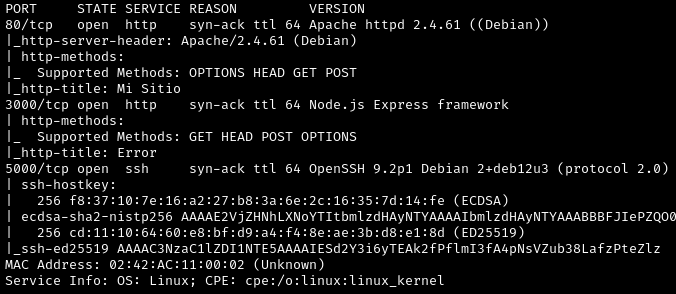 PORT     STATE SERVICE REASON         VERSION
80/tcp   open  http    syn-ack ttl 64 Apache httpd 2.4.61 ((Debian))
|_http-server-header: Apache/2.4.61 (Debian)
| http-methods:
|_  Supported Methods: OPTIONS HEAD GET POST
|_http-title: Mi Sitio
3000/tcp open  http    syn-ack ttl 64 Node.js Express framework
| http-methods:
|_  Supported Methods: GET HEAD POST OPTIONS
|_http-title: Error
5000/tcp open  ssh     syn-ack ttl 64 OpenSSH 9.2p1 Debian 2+deb12u3 (protocol 2.0)
| ssh-hostkey:
|   256 f8:37:10:7e:16:a2:27:b8:3a:6e:2c:16:35:7d:14:fe (ECDSA)
| ecdsa-sha2-nistp256 AAAAE2VjZHNhLXNoYTItbmlzdHAyNTYAAAAIbmlzdHAyNTYAAABBBFJIePZQO0
|   256 cd:11:10:64:60:e8:bf:d9:a4:f4:8e:ae:3b:d8:e1:8d (ED25519)
|_ssh-ed25519 AAAAC3NzaC1lZDI1NTE5AAAAIESd2Y3i6yTEAk2fPflmI3fA4pNsVZub38LafzPteZlz
MAC Address: 02:42:AC:11:00:02 (Unknown)
Service Info: OS: Linux; CPE: cpe:/o:linux:linux_kernel